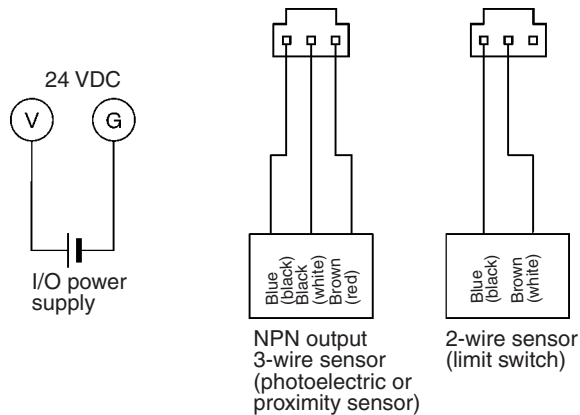 24 VDC
V
G
I/O power
supply
Blue
(black)
Black
(white)
Brown
(red)
NPN output
3-wire sensor
(photoelectric or
proximity sensor)
Blue
(black)
Brown
(white)
2-wire sensor
(limit switch)